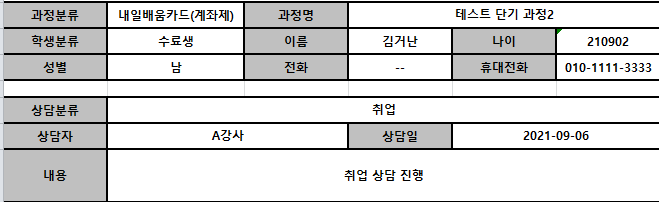 과정분류 내일배움카드(계좌제) 과정명 테스트 단기 과정2
학생분류 수료생 이름 김거난 나이 210902
성별 남 전화 -- 휴대전화 010-1111-3333
상담분류 취업
상담자 A강사 상담일 2021-09-06
내용 취업 상담 진행